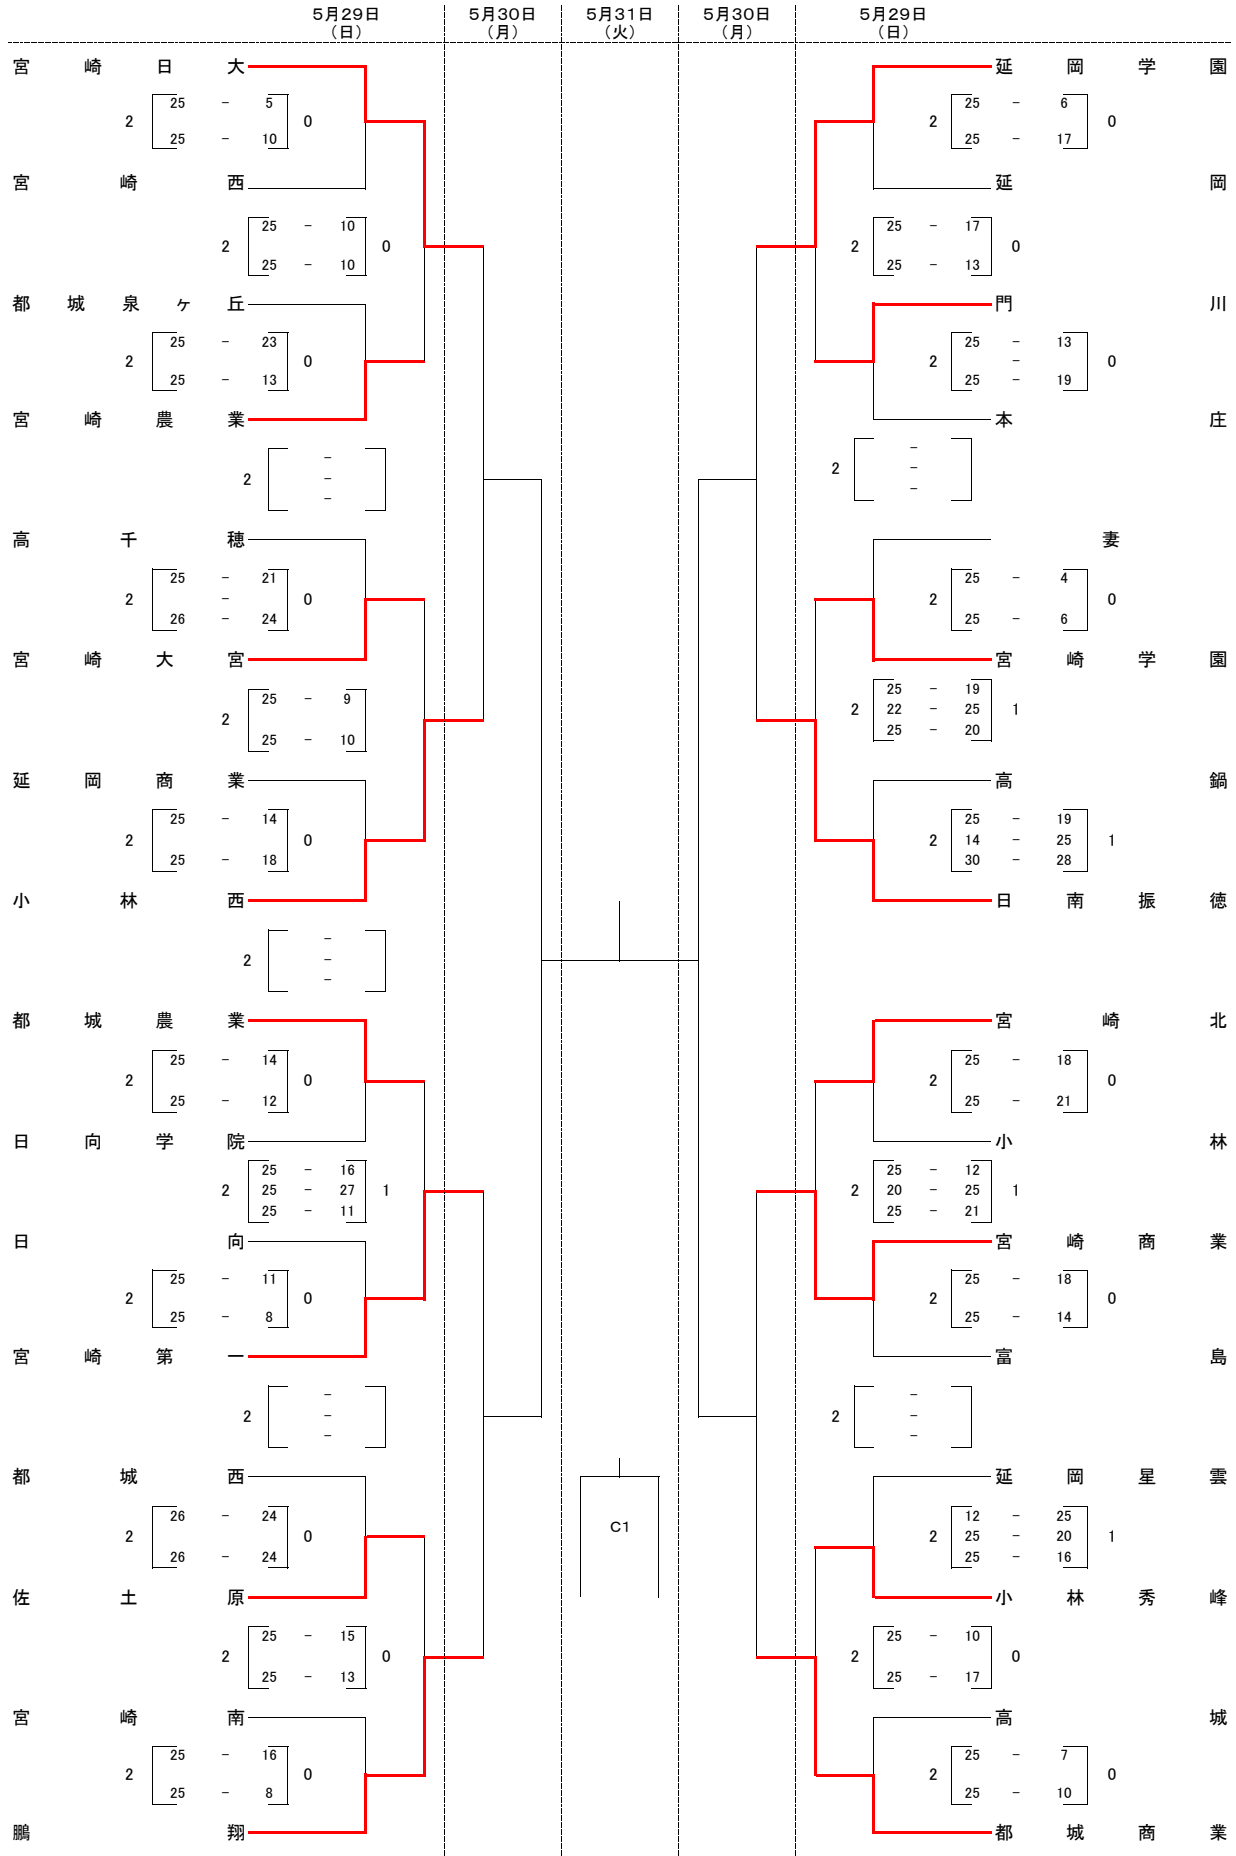 5月29日 5月30日 5月31日 5月30日 5月29日
（日） （月） （火） （月） （日）
宮崎日大 延岡学園
25 - 5 25 - 6
2 0 2 0
25 - 10 25 - 17
宮崎西 延岡
25 - 10 25 - 17
2 0 2 0
25 - 10 25 - 13
都城泉ヶ丘 門川
25 - 23 25 - 13
2 0 2 - 0
25 - 13 25 - 19
宮崎農業 本庄
- -
2 - 2 -
- -
高千穂 妻
25 - 21 25 - 4
2 - 0 2 0
26 - 24 25 - 6
宮崎大宮 宮崎学園
25 - 9 25 - 19
2 2 22 - 25 1
25 - 10 25 - 20
延岡商業 高鍋
25 - 14 25 - 19
2 0 2 14 - 25 1
25 - 18 30 - 28
小林西 日南振徳
-
2 -
-
都城農業 宮崎北
25 - 14 25 - 18
2 0 2 0
25 - 12 25 - 21
日向学院 小林
25 - 16 25 - 12
2 25 - 27 1 2 20 - 25 1
25 - 11 25 - 21
日向 宮崎商業
25 - 11 25 - 18
2 0 2 0
25 - 8 25 - 14
宮崎第一 富島
- -
2 - 2 -
- -
都城西 延岡星雲
26 - 24 12 - 25
2 0 C1 2 25 - 20 1
26 - 24 25 - 16
佐土原 小林秀峰
25 - 15 25 - 10
2 0 2 0
25 - 13 25 - 17
宮崎南 高城
25 - 16 25 - 7
2 0 2 0
25 - 8 25 - 10
鵬翔 都城商業